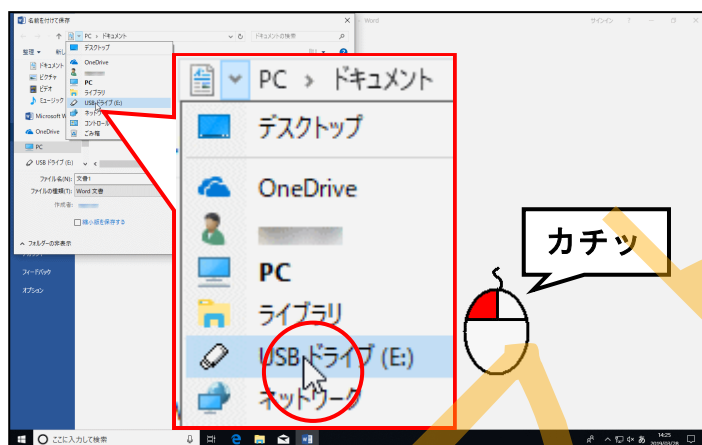 名前を付けて保存
Word
サインイン ?
PC › ドキュメント
ドキュメントの検索
整理
新し
デスクトップ
OneDrive
PC
ライブラリ
USB ドライブ (E:)
ネットワ
コントロール
ごみ箱
ドキュメント
ピクチャ
ビデオ
ミュージック
Microsoft W
OneDrive
PC
USB ドライブ (E:)
ファイル名(N): 文書1
ファイルの種類(T): Word 文書
作成者:
縮小版を保存する
フォルダーの非表示
フィードバック
オプション
PC › ドキュメント
デスクトップ
OneDrive
PC
ライブラリ
USB ドライブ (E:)
ネットワーク
カチッ
ここに入力して検索
あ
14:25
2019/03/28